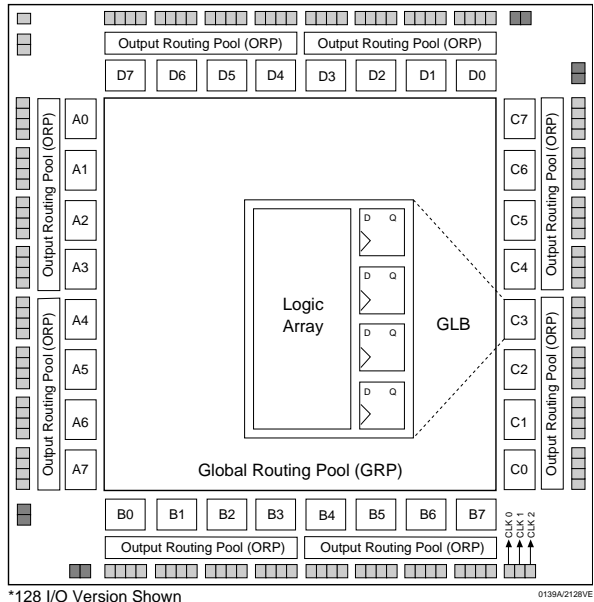 Output Routing Pool (ORP) Output Routing Pool (ORP)
D7 D6 D5 D4 D3 D2 D1 D0
Output Routing Pool (ORP)
Output Routing Pool (ORP)
A0
A1
A2
A3
A4
A5
A6
A7
D Q
D Q
D Q
D Q
Logic
Array
GLB
Global Routing Pool (GRP)
C7
C6
C5
C4
C3
C2
C1
C0
Output Routing Pool (ORP)
Output Routing Pool (ORP)
B0 B1 B2 B3 B4 B5 B6 B7
CLK 0
CLK 1
CLK 2
Output Routing Pool (ORP) Output Routing Pool (ORP)
*128 I/O Version Shown
0139A/2128VE